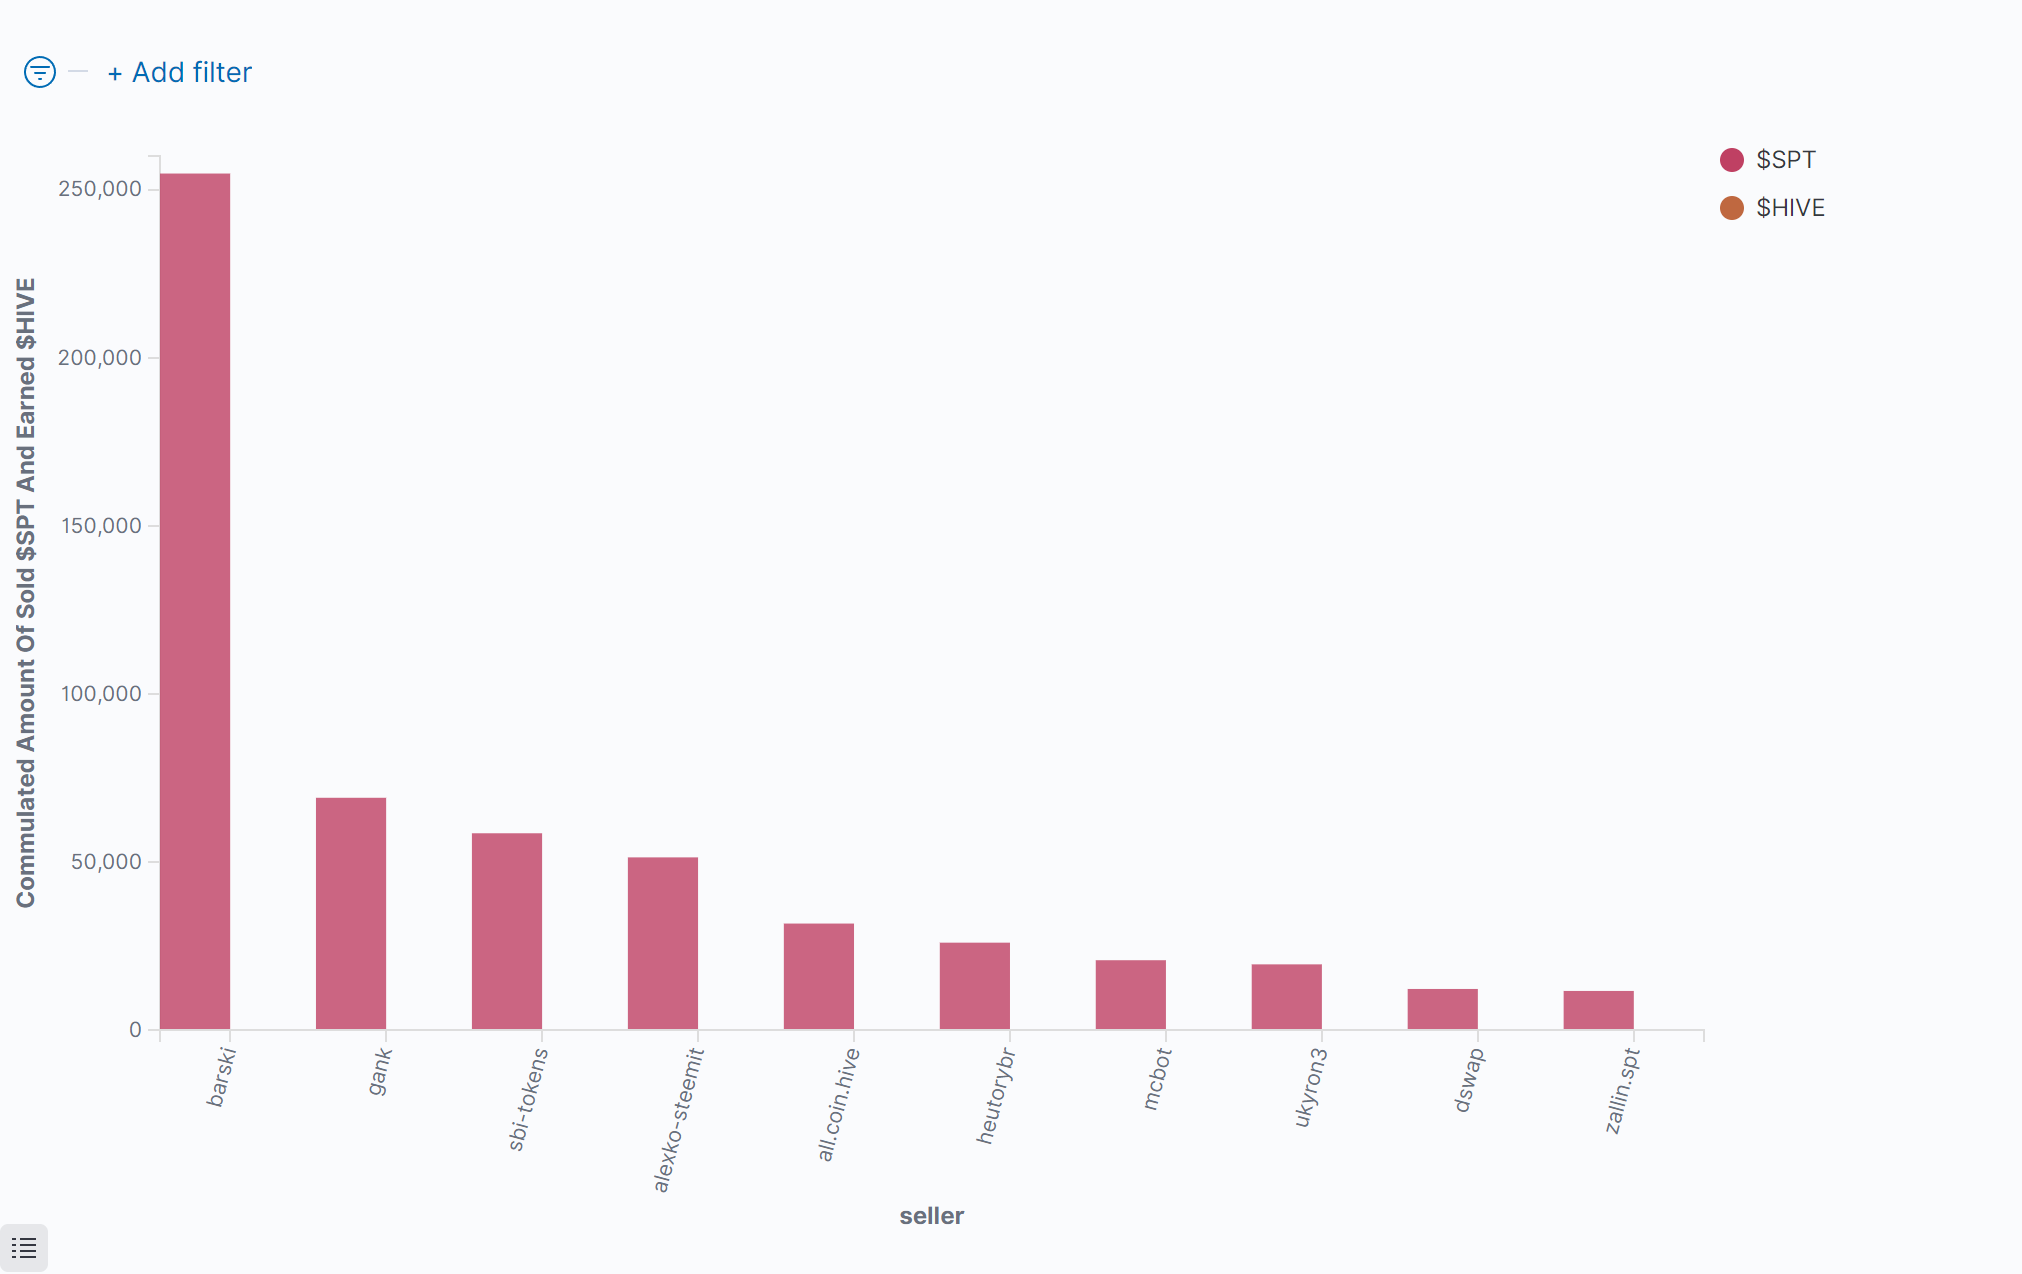 + Add filter
$SPT
$HIVE
Commulated Amount Of Sold $SPT And Earned $HIVE
250,000
200,000
150,000
100,000
50,000
0
barski
gank
sbi-tokens
alexko-steemit
all.coin.hive
heutorybr
mcbot
ukyron3
dswap
zallin.spt
seller